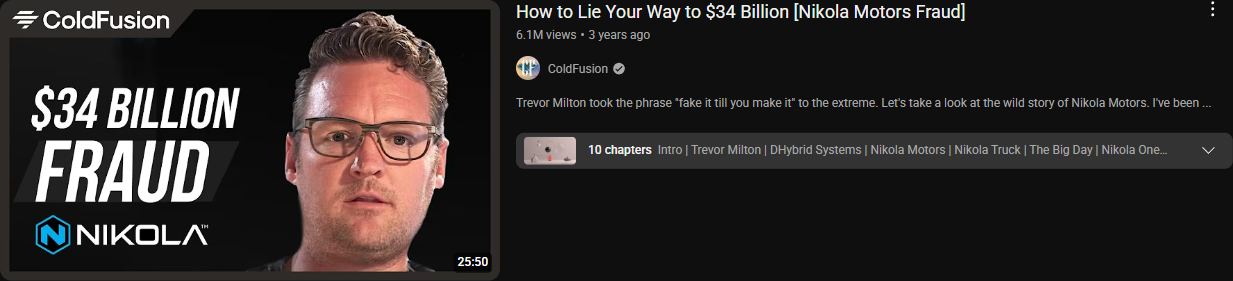 ColdFusion
$34 BILLION
FRAUD
NIKOLA™
25:50
How to Lie Your Way to $34 Billion [Nikola Motors Fraud]
6.1M views • 3 years ago
ColdFusion
Trevor Milton took the phrase "fake it till you make it" to the extreme. Let's take a look at the wild story of Nikola Motors. I've been ...
10 chapters Intro | Trevor Milton | DHybrid Systems | Nikola Motors | Nikola Truck | The Big Day | Nikola One...